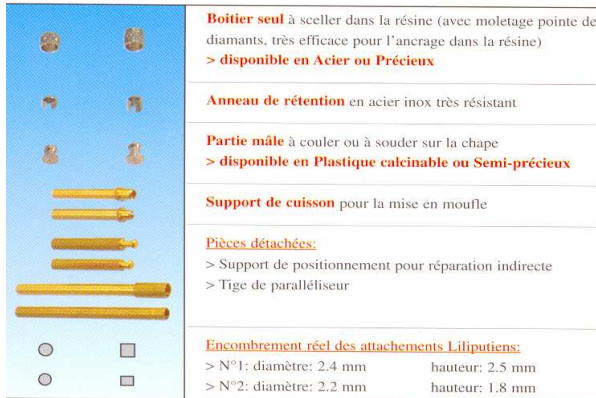 Boitier seul à sceller dans la résine (avec moletage pointe de
diamants, très efficace pour l'ancrage dans la résine)
> disponible en Acier ou Précieux
Anneau de rétention en acier inox très résistant
Partie mâle à couler ou à souder sur la chape
> disponible en Plastique calcinable ou Semi-précieux
Support de cuisson pour la mise en moufle
Pièces détachées:
> Support de positionnement pour réparation indirecte
> Tige de paralléliseur
Encombrement réel des attachements Liliputiens:
> N°1: diamètre: 2.4 mm hauteur: 2.5 mm
> N°2: diamètre: 2.2 mm hauteur: 1.8 mm